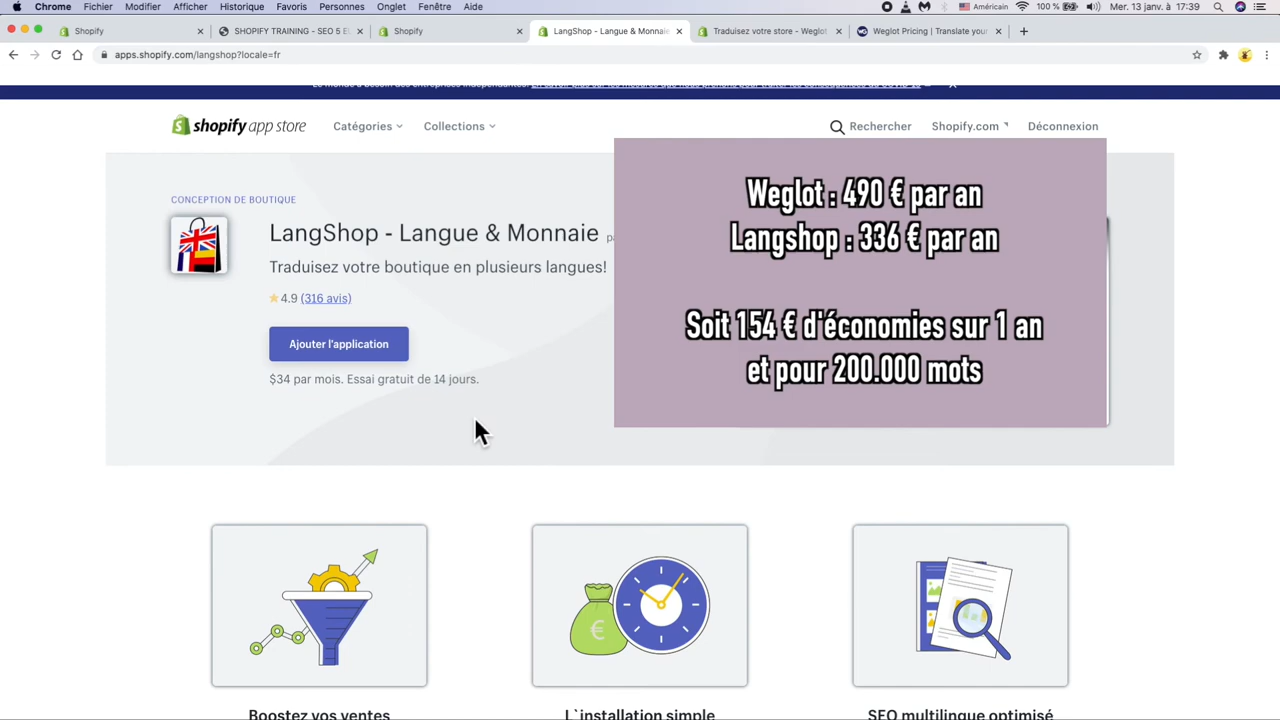 Chrome Fichier Modifier Afficher Historique Favoris Personnes Onglet Fenêtre Aide
Américain 100 % Mer. 13 janv. à 17:39
Shopify
SHOPIFY TRAINING - SEO 5 E
Shopify
LangShop - Langue & Monnaie
Traduisez votre store - Weglot
Weglot Pricing | Translate your
apps.shopify.com/langshop?locale=fr
shopify app store
Catégories
Collections
Rechercher
Shopify.com
Déconnexion
CONCEPTION DE BOUTIQUE
LangShop - Langue & Monnaie
Traduisez votre boutique en plusieurs langues!
4.9 (316 avis)
Ajouter l'application
$34 par mois. Essai gratuit de 14 jours.
Weglot : 490 € par an
Langshop : 336 € par an
Soit 154 € d'économies sur 1 an
et pour 200.000 mots
€
Boostez vos ventes
L`installation simple
SEO multilingue optimisé